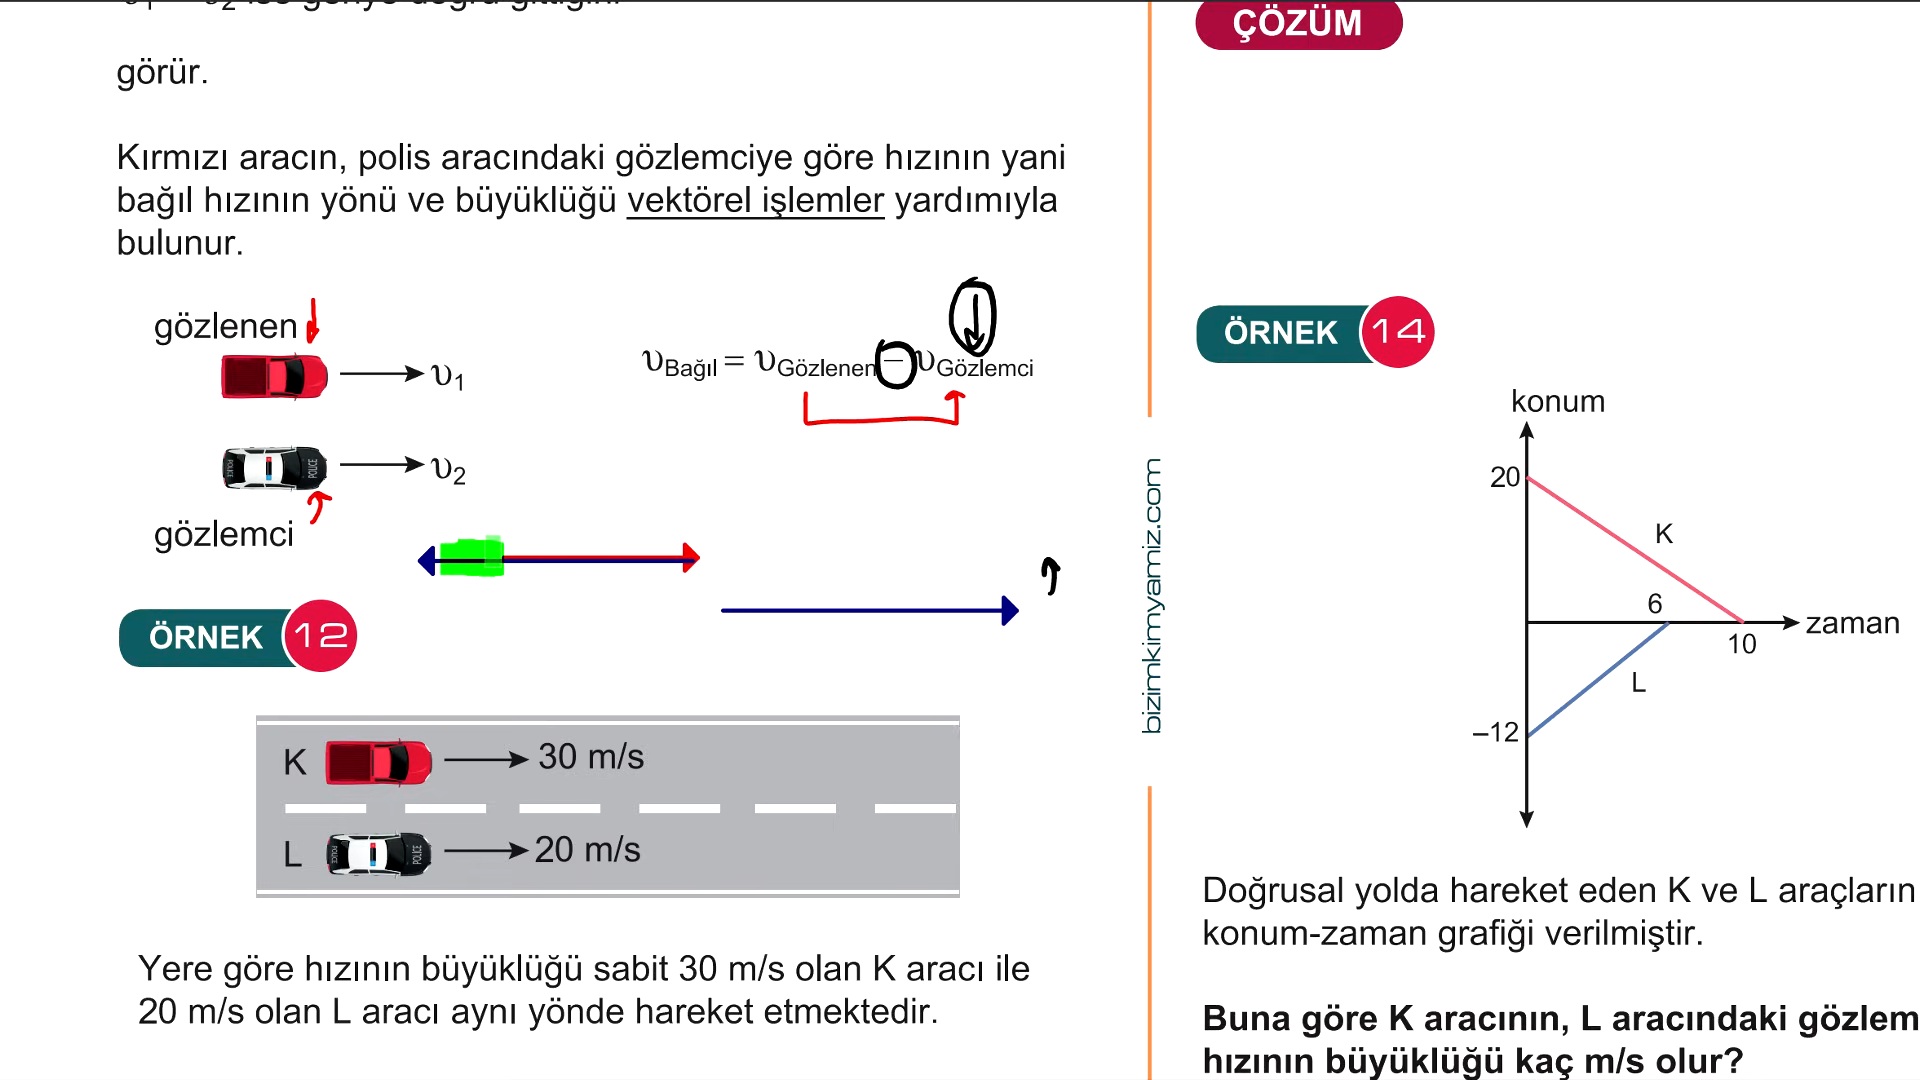 görür.
Kırmızı aracın, polis aracındaki gözlemciye göre hızının yani
bağıl hızının yönü ve büyüklüğü vektörel işlemler yardımıyla
bulunur.
gözlenen
υ1
υBağıl = υGözlenen – υGözlemci
υ2
gözlemci
ÖRNEK 12
K 30 m/s
L 20 m/s
Yere göre hızının büyüklüğü sabit 30 m/s olan K aracı ile
20 m/s olan L aracı aynı yönde hareket etmektedir.
bizimkimyamiz.com
ÇÖZÜM
ÖRNEK 14
konum
20
K
6
zaman
10
L
–12
Doğrusal yolda hareket eden K ve L araçların
konum-zaman grafiği verilmiştir.
Buna göre K aracının, L aracındaki gözlem
hızının büyüklüğü kaç m/s olur?